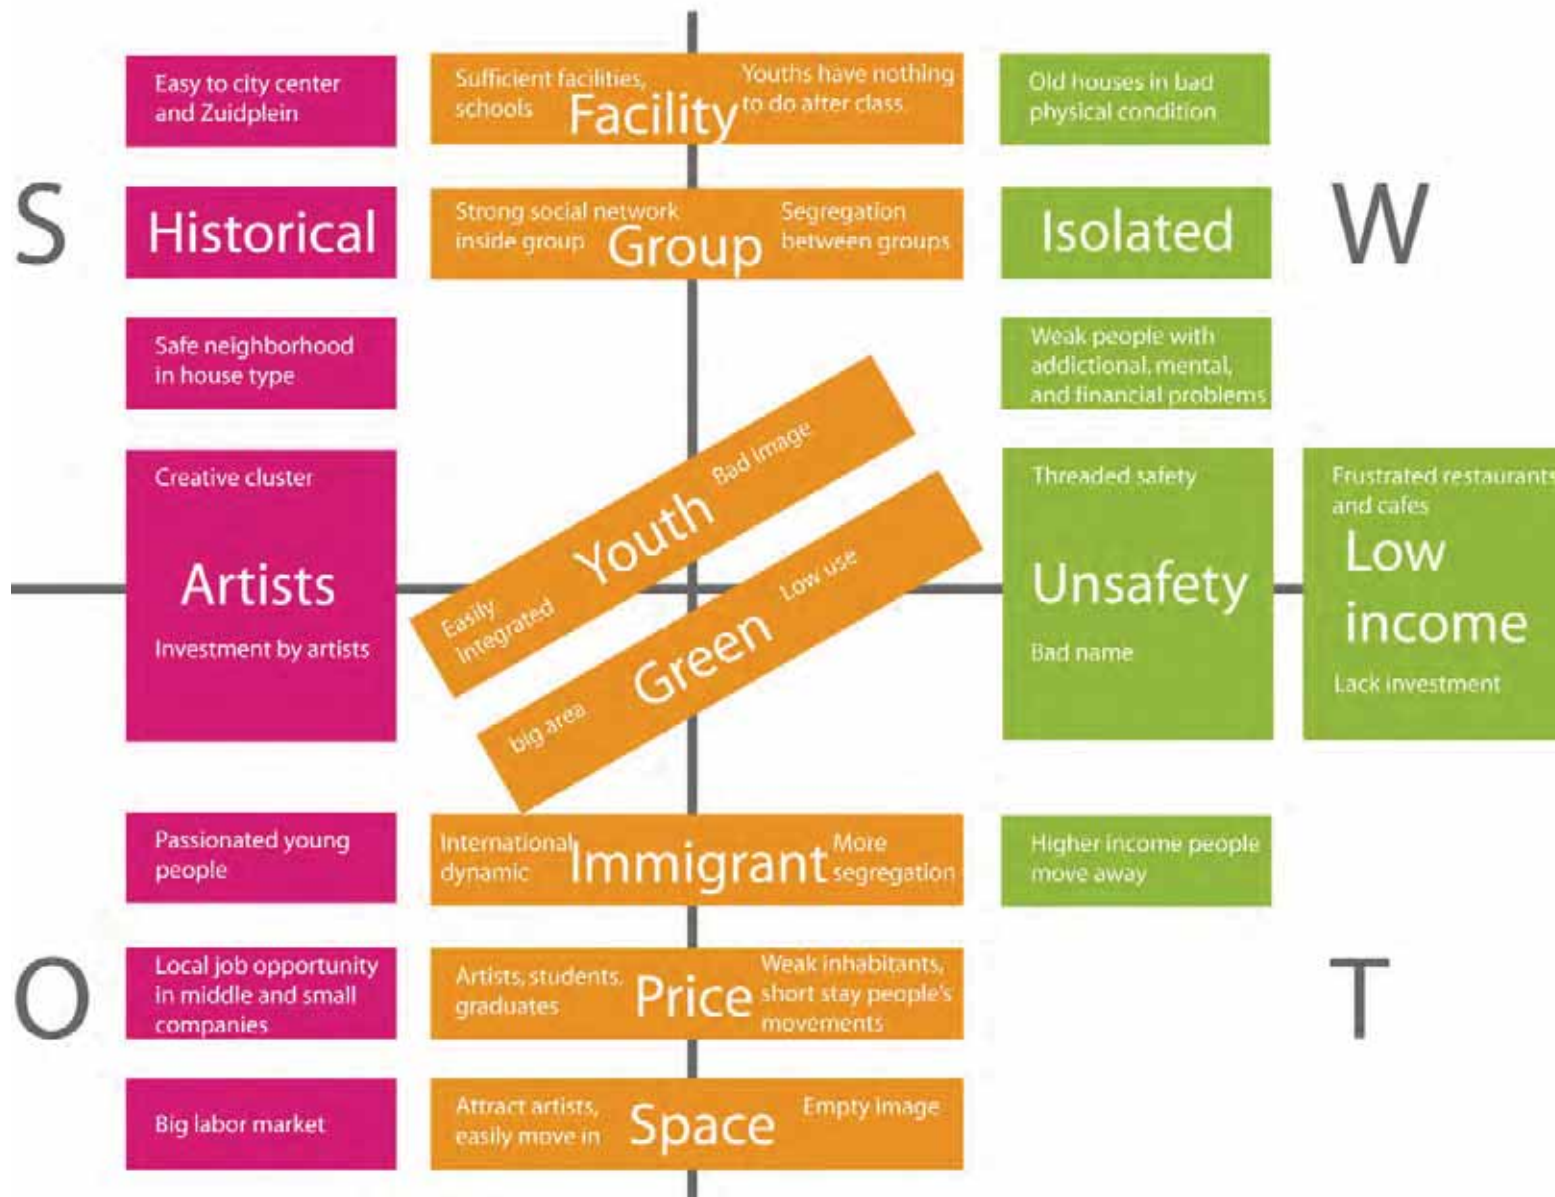 Easy to city center
and Zuidplein
Sufficient facilities,
schools
Facility
Youths have nothing
to do after class
Old houses in bad
physical condition
S
Historical
Strong social network
inside group
Group
Segregation
between groups
Isolated
W
Safe neighborhood
in house type
Weak people with
addictional, mental,
and financial problems
Creative cluster
Artists
Investment by artists
Easily
integrated
Youth
Bad image
big area
Green
Low use
Threaded safety
Unsafety
Bad name
Frustrated restaurants
and cafes
Low
income
Lack investment
Passionated young
people
International
dynamic
Immigrant
More
segregation
Higher income people
move away
O
Local job opportunity
in middle and small
companies
Artists, students,
graduates
Price
Weak inhabitants,
short stay people's
movements
T
Big labor market
Attract artists,
easily move in
Space
Empty image